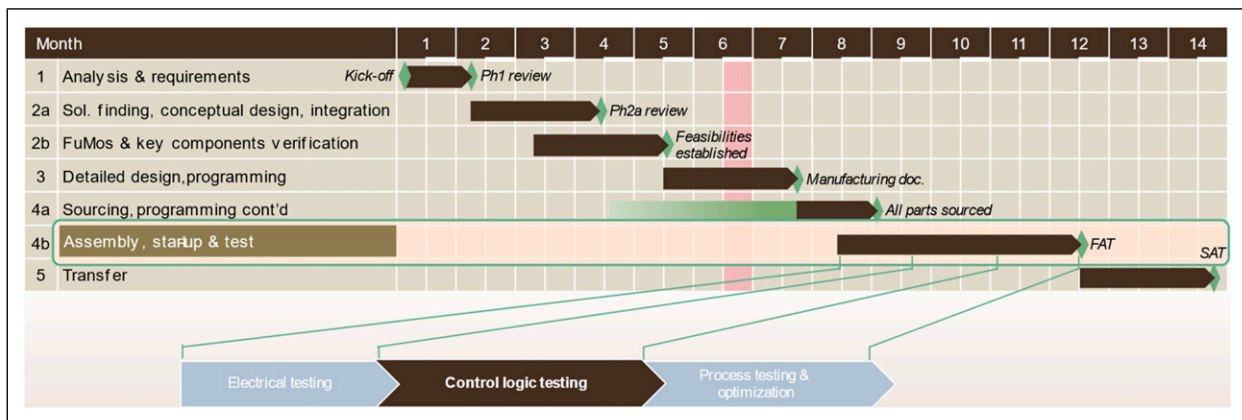 Month 1 2 3 4 5 6 7 8 9 10 11 12 13 14
1 Analysis & requirements Kick-off Ph1 review
2a Sol. finding, conceptual design, integration Ph2a review
2b FuMos & key components verification Feasibilities
established
3 Detailed design,programming Manufacturing doc.
4a Sourcing, programming cont'd All parts sourced
4b Assembly, startup & test FAT
SAT
5 Transfer
Electrical testing
Control logic testing
Process testing &
optimization